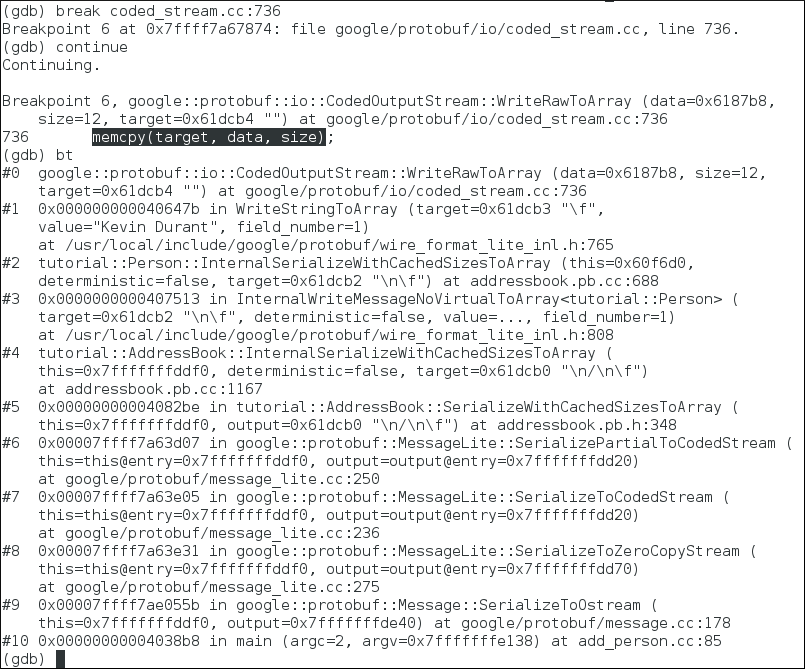 (gdb) break coded_stream.cc:736
Breakpoint 6 at 0x7ffff7a67874: file google/protobuf/io/coded_stream.cc, line 736.
(gdb) continue
Continuing.

Breakpoint 6, google::protobuf::io::CodedOutputStream::WriteRawToArray (data=0x6187b8,
    size=12, target=0x61dcb4 "") at google/protobuf/io/coded_stream.cc:736
736       memcpy(target, data, size);
(gdb) bt
#0  google::protobuf::io::CodedOutputStream::WriteRawToArray (data=0x6187b8, size=12,
    target=0x61dcb4 "") at google/protobuf/io/coded_stream.cc:736
#1  0x000000000040647b in WriteStringToArray (target=0x61dcb3 "\f",
    value="Kevin Durant", field_number=1)
    at /usr/local/include/google/protobuf/wire_format_lite_inl.h:765
#2  tutorial::Person::InternalSerializeWithCachedSizesToArray (this=0x60f6d0,
    deterministic=false, target=0x61dcb2 "\n\f") at addressbook.pb.cc:688
#3  0x0000000000407513 in InternalWriteMessageNoVirtualToArray<tutorial::Person> (
    target=0x61dcb2 "\n\f", deterministic=false, value=..., field_number=1)
    at /usr/local/include/google/protobuf/wire_format_lite_inl.h:808
#4  tutorial::AddressBook::InternalSerializeWithCachedSizesToArray (
    this=0x7fffffffddf0, deterministic=false, target=0x61dcb0 "\n/\n\f")
    at addressbook.pb.cc:1167
#5  0x00000000004082be in tutorial::AddressBook::SerializeWithCachedSizesToArray (
    this=0x7fffffffddf0, output=0x61dcb0 "\n/\n\f") at addressbook.pb.h:348
#6  0x00007ffff7a63d07 in google::protobuf::MessageLite::SerializePartialToCodedStream (
    this=this@entry=0x7fffffffddf0, output=output@entry=0x7fffffffdd20)
    at google/protobuf/message_lite.cc:250
#7  0x00007ffff7a63e05 in google::protobuf::MessageLite::SerializeToCodedStream (
    this=this@entry=0x7fffffffddf0, output=output@entry=0x7fffffffdd20)
    at google/protobuf/message_lite.cc:236
#8  0x00007ffff7a63e31 in google::protobuf::MessageLite::SerializeToZeroCopyStream (
    this=this@entry=0x7fffffffddf0, output=output@entry=0x7fffffffdd70)
    at google/protobuf/message_lite.cc:275
#9  0x00007ffff7ae055b in google::protobuf::Message::SerializeToOstream (
    this=0x7fffffffddf0, output=0x7fffffffde40) at google/protobuf/message.cc:178
#10 0x00000000004038b8 in main (argc=2, argv=0x7fffffffe138) at add_person.cc:85
(gdb)